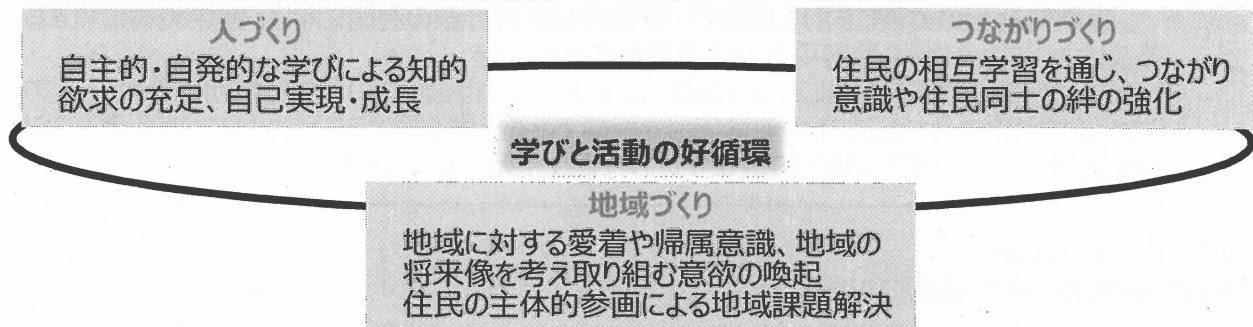 人づくり
自主的・自発的な学びによる知的
欲求の充足、自己実現・成長
つながりづくり
住民の相互学習を通じ、つながり
意識や住民同士の絆の強化
学びと活動の好循環
地域づくり
地域に対する愛着や帰属意識、地域の
将来像を考え取り組む意欲の喚起
住民の主体的参画による地域課題解決